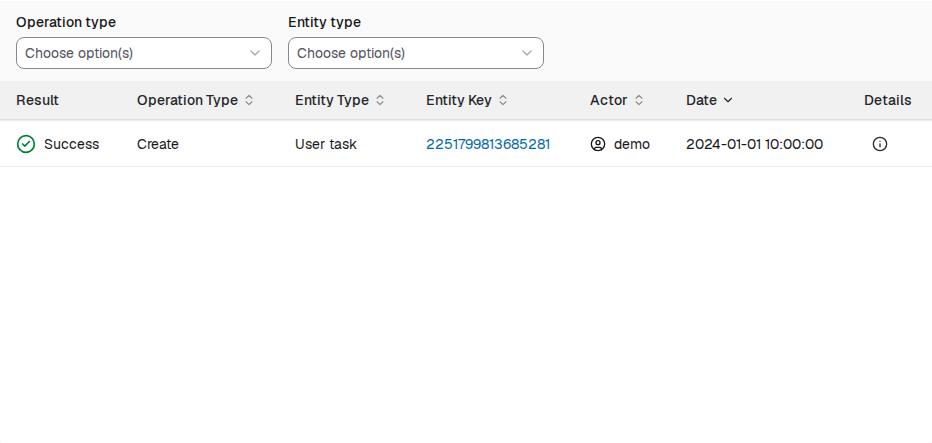 Operation type Entity type
Choose option(s) Choose option(s)
Result Operation Type Entity Type Entity Key Actor Date Details
Success Create User task 2251799813685281 demo 2024-01-01 10:00:00